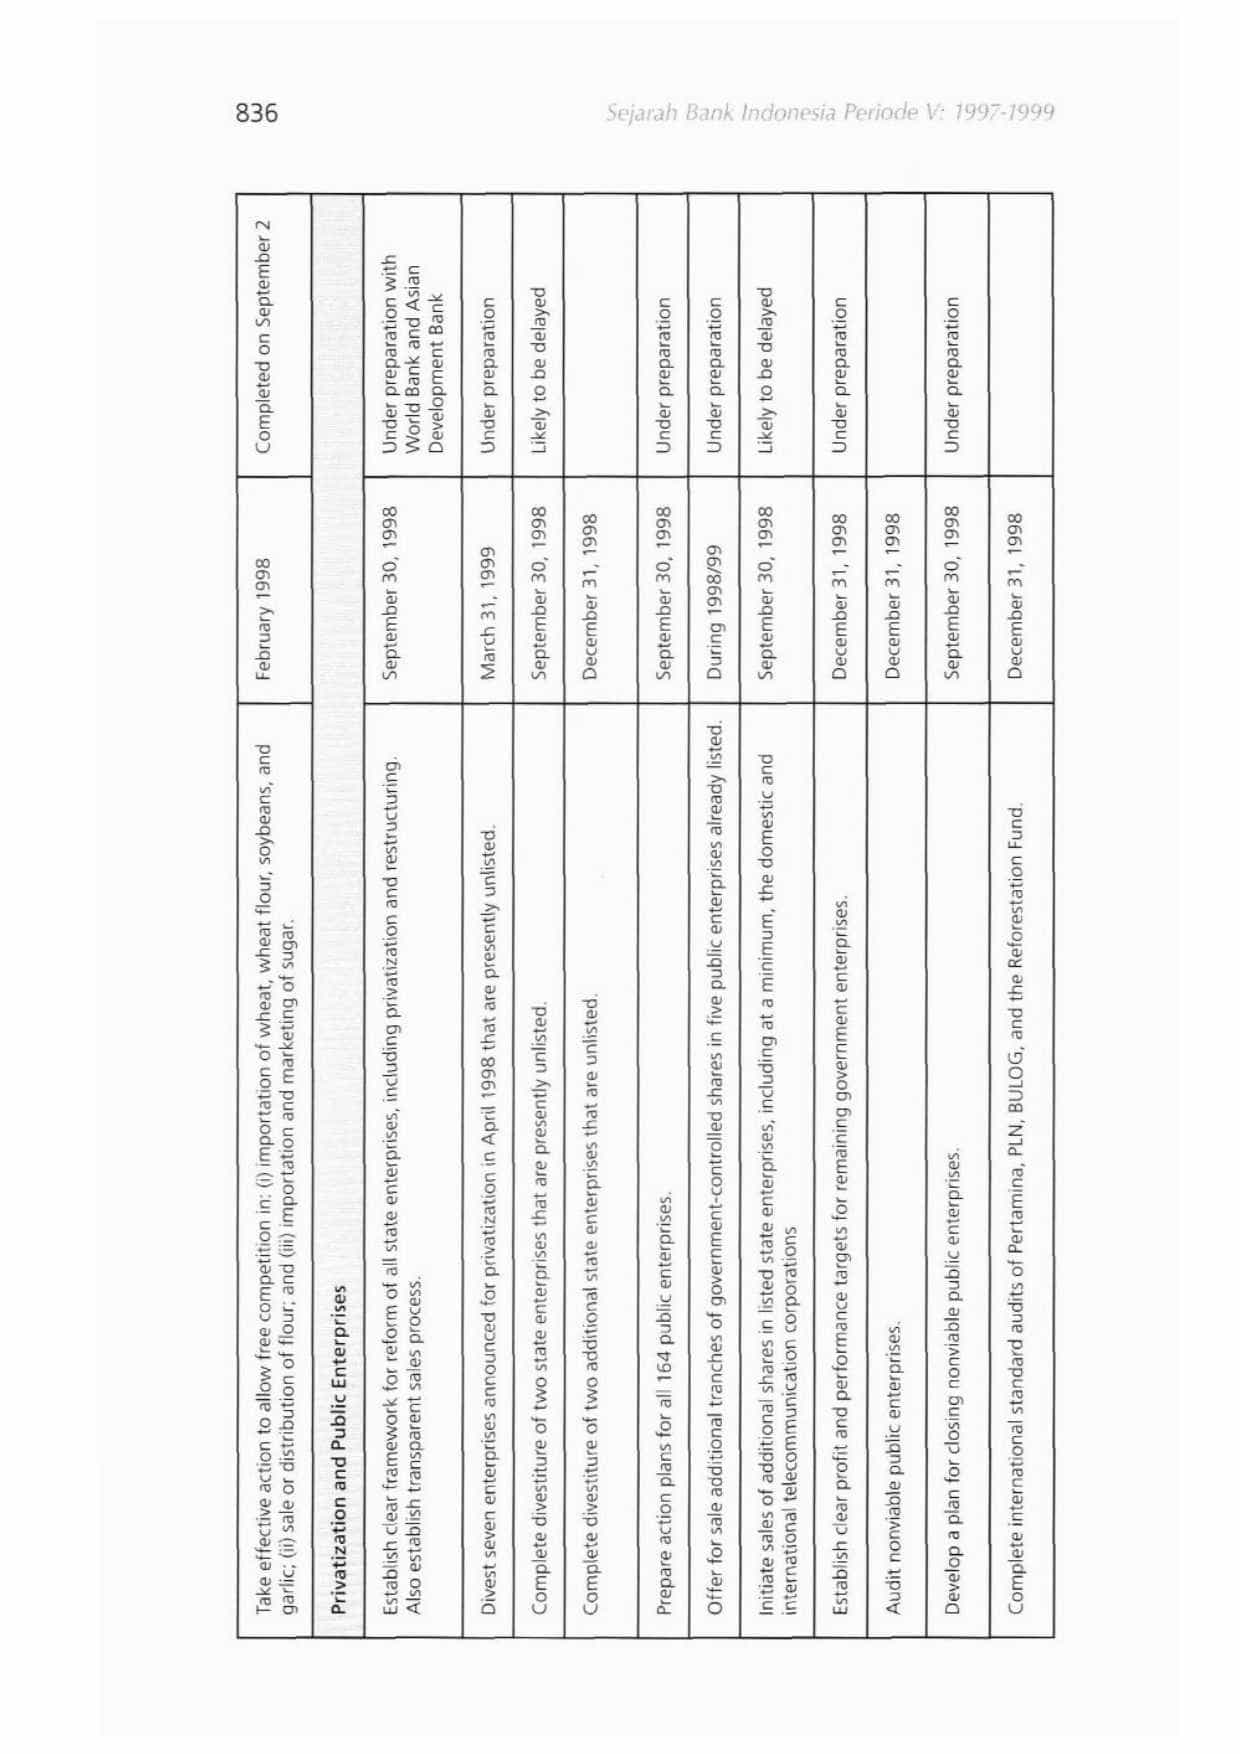 836
Sejarah Bank Indonesia Periode V: 1997-1999
Take effective action to allow free competition in: (i) importation of wheat, wheat flour, soybeans, and
garlic; (ii) sale or distribution of flour; and (iii) importation and marketing of sugar.
February 1998
Completed on September 2
Privatization and Public Enterprises
Establish clear framework for reform of all state enterprises, including privatization and restructuring.
Also establish transparent sales process.
September 30, 1998
Under preparation with
World Bank and Asian
Development Bank
Divest seven enterprises announced for privatization in April 1998 that are presently unlisted.
March 31, 1999
Under preparation
Complete divestiture of two state enterprises that are presently unlisted.
September 30, 1998
Likely to be delayed
Complete divestiture of two additional state enterprises that are unlisted.
December 31, 1998
Prepare action plans for all 164 public enterprises.
September 30, 1998
Under preparation
Offer for sale additional tranches of government-controlled shares in five public enterprises already listed.
During 1998/99
Under preparation
Initiate sales of additional shares in listed state enterprises, including at a minimum, the domestic and
international telecommunication corporations
September 30, 1998
Likely to be delayed
Establish clear profit and performance targets for remaining government enterprises.
December 31, 1998
Under preparation
Audit nonviable public enterprises.
December 31, 1998
Develop a plan for closing nonviable public enterprises.
September 30, 1998
Under preparation
Complete international standard audits of Pertamina, PLN, BULOG, and the Reforestation Fund.
December 31, 1998